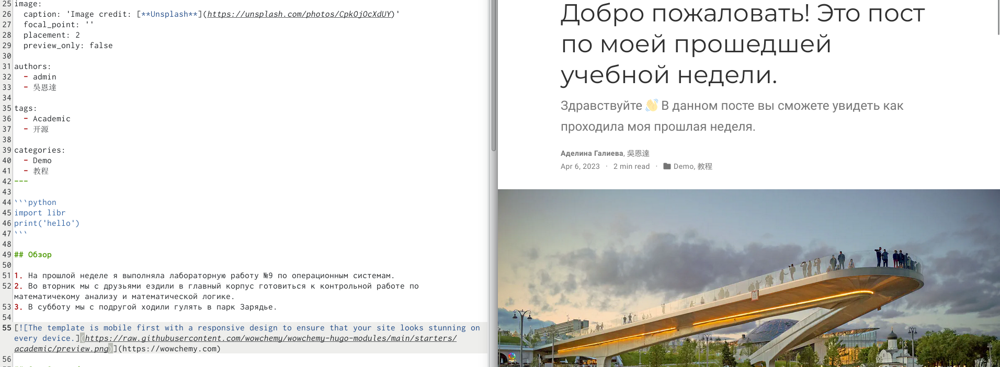 25 image:
26   caption: 'Image credit: [**Unsplash**](https://unsplash.com/photos/CpkOjOcXdUY)'
27   focal_point: ''
28   placement: 2
29   preview_only: false
30
31 authors:
32   - admin
33   - 吳恩達
34
35 tags:
36   - Academic
37   - 开源
38
39 categories:
40   - Demo
41   - 教程
42 ---
43
44 ```python
45 import libr
46 print('hello')
47 ```
48
49 ## Обзор
50
51 1. На прошлой неделе я выполняла лабораторную работу №9 по операционным системам.
52 2. Во вторник мы с друзьями ездили в главный корпус готовиться к контрольной работе по
математичекому анализу и математической логике.
53 3. В субботу мы с подругой ходили гулять в парк Зарядье.
54
55 [![The template is mobile first with a responsive design to ensure that your site looks stunning on
every device.](https://raw.githubusercontent.com/wowchemy/wowchemy-hugo-modules/main/starters/
academic/preview.png)](https://wowchemy.com)
56
Добро пожаловать! Это пост
по моей прошедшей
учебной недели.
Здравствуйте 👋 В данном посте вы сможете увидеть как
проходила моя прошлая неделя.
Аделина Галиева, 吳恩達
Apr 6, 2023 · 2 min read · Demo, 教程